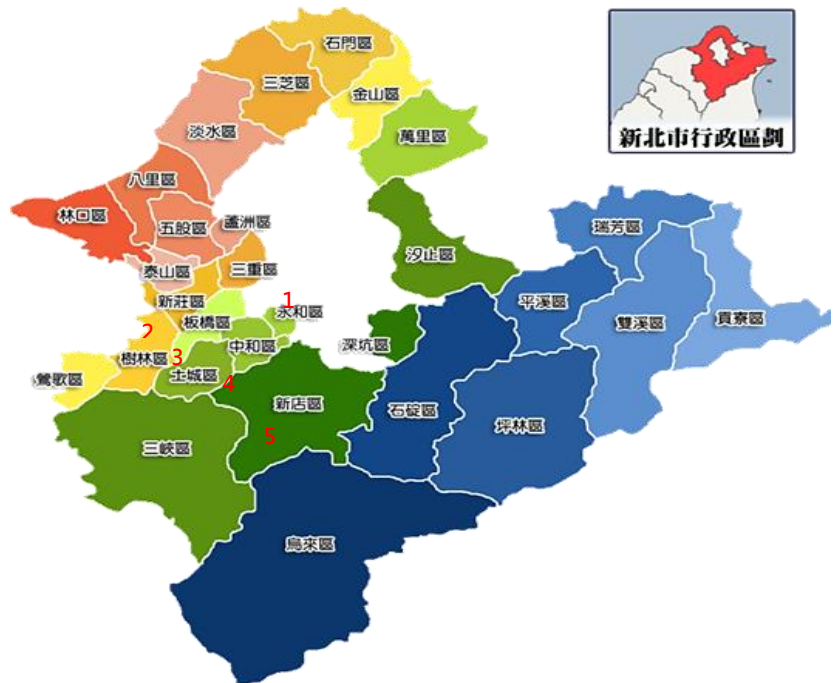 石門區
三芝區
金山區
淡水區
萬里區
新北市行政區劃
八里區
林口區
五股區
蘆洲區
瑞芳區
汐止區
泰山區
三重區
新莊區
1
永和區
平溪區
雙溪區
貢寮區
2
板橋區
樹林區
3
中和區
深坑區
鶯歌區
土城區
4
新店區
石碇區
坪林區
5
三峽區
烏來區